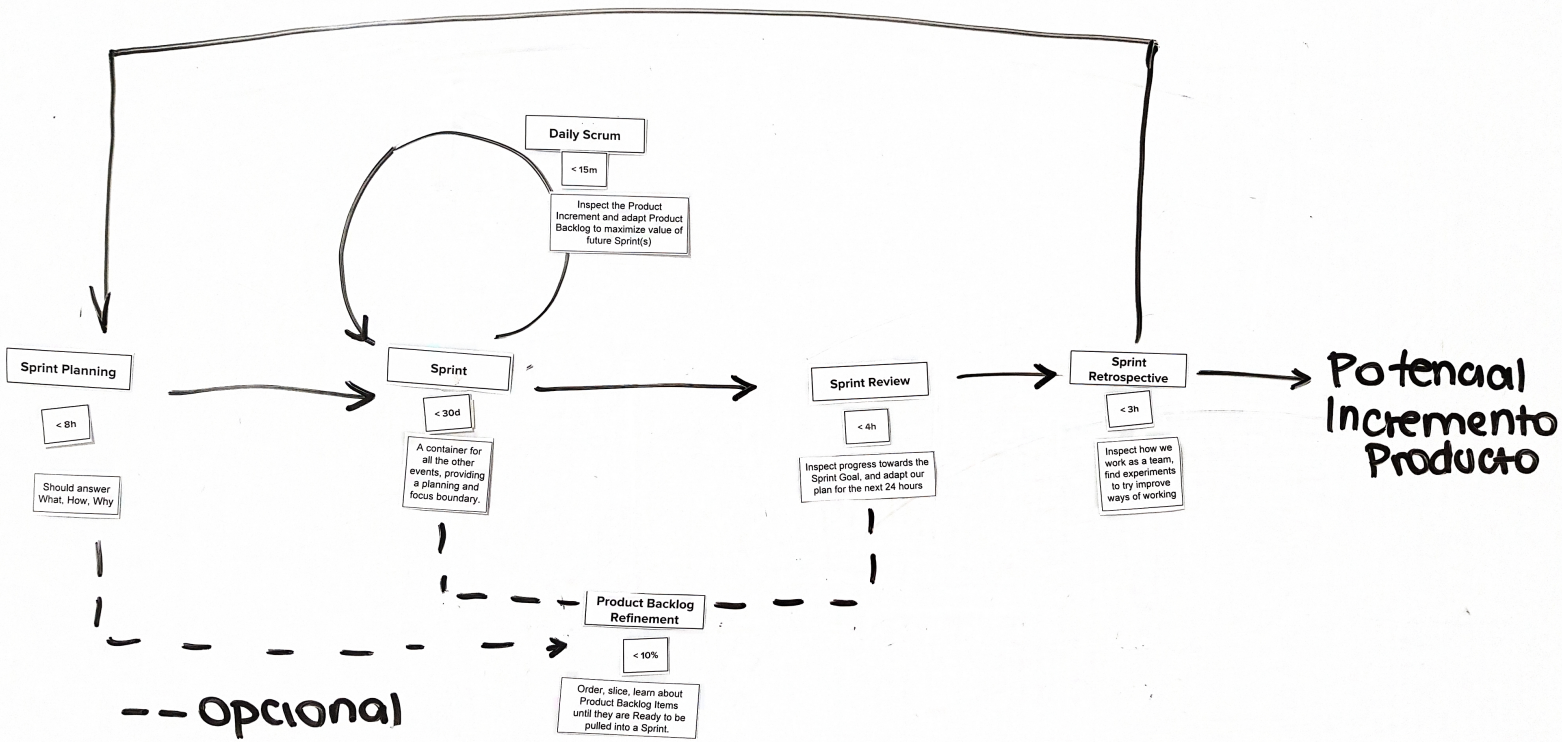 Daily Scrum
< 15m
Inspect the Product
Increment and adapt Product
Backlog to maximize value of
future Sprint(s)
Sprint Planning
< 8h
Should answer
What, How, Why
Sprint
< 30d
A container for
all the other
events, providing
a planning and
focus boundary.
Sprint Review
< 4h
Inspect progress towards the
Sprint Goal, and adapt our
plan for the next 24 hours
Sprint
Retrospective
< 3h
Inspect how we
work as a team,
find experiments
to try improve
ways of working
Potencial
Incremento
Producto
Product Backlog
Refinement
< 10%
Order, slice, learn about
Product Backlog Items
until they are Ready to be
pulled into a Sprint.
-- opcional